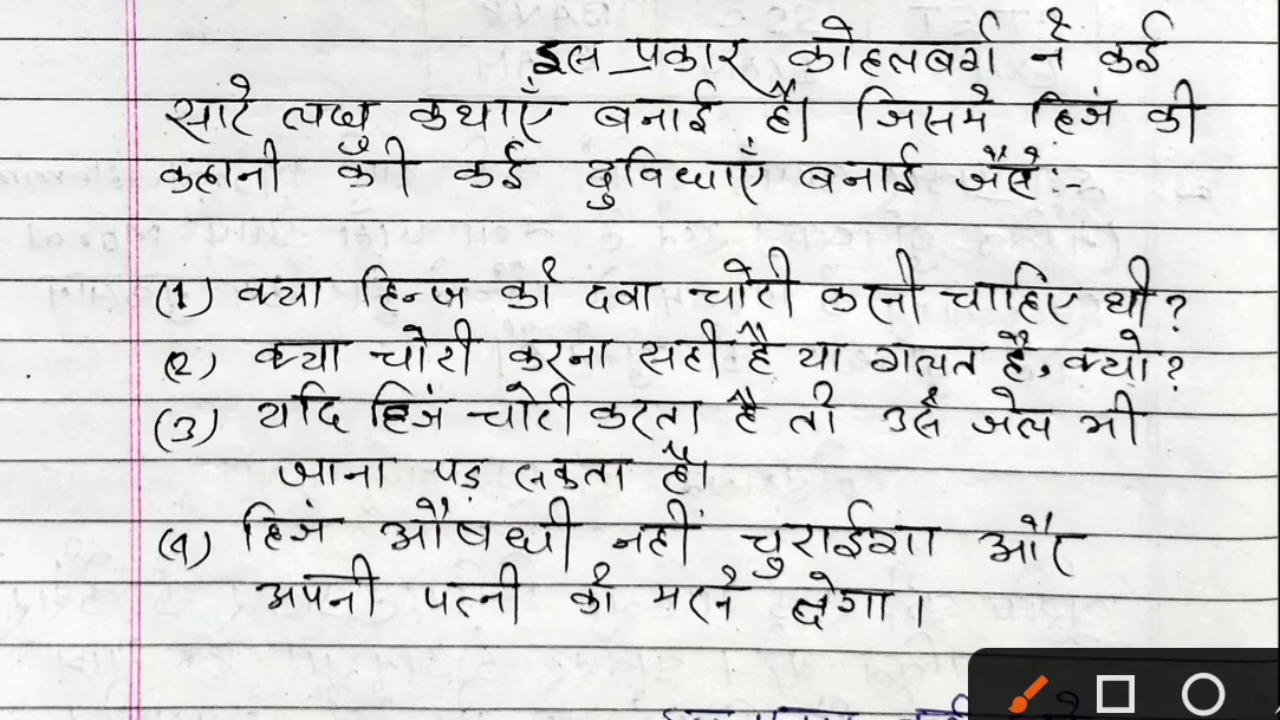 इस प्रकार कोहलबर्ग ने कई
सारे लघु कथाएँ बनाई है। जिसमे हिजं की
कहानी की कई दुविधाएँ बनाई जैसे:-
(1) क्या हिन्ज को दवा चोरी करनी चाहिए थी?
(2) क्या चोरी करना सही है या गलत है, क्यो?
(3) यदि हिजं चोरी करता है तो उसे जेल भी
जाना पड़ सकता है।
(4) हिजं औषधी नहीं चुराईगा और
अपनी पत्नी को मरने देगा।